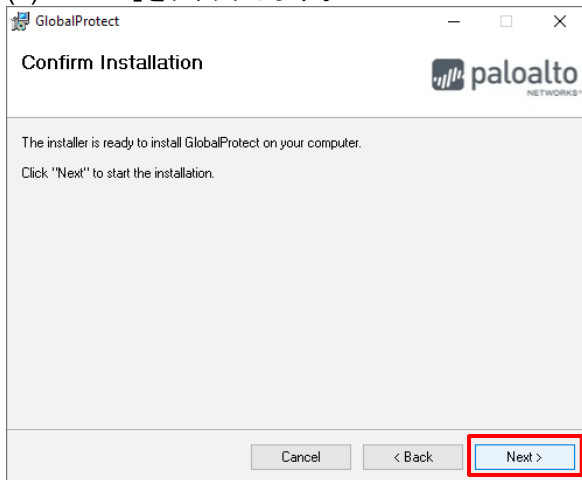 GlobalProtect
Confirm Installation
paloalto
NETWORKS
The installer is ready to install GlobalProtect on your computer.
Click "Next" to start the installation.
Cancel
< Back
Next >